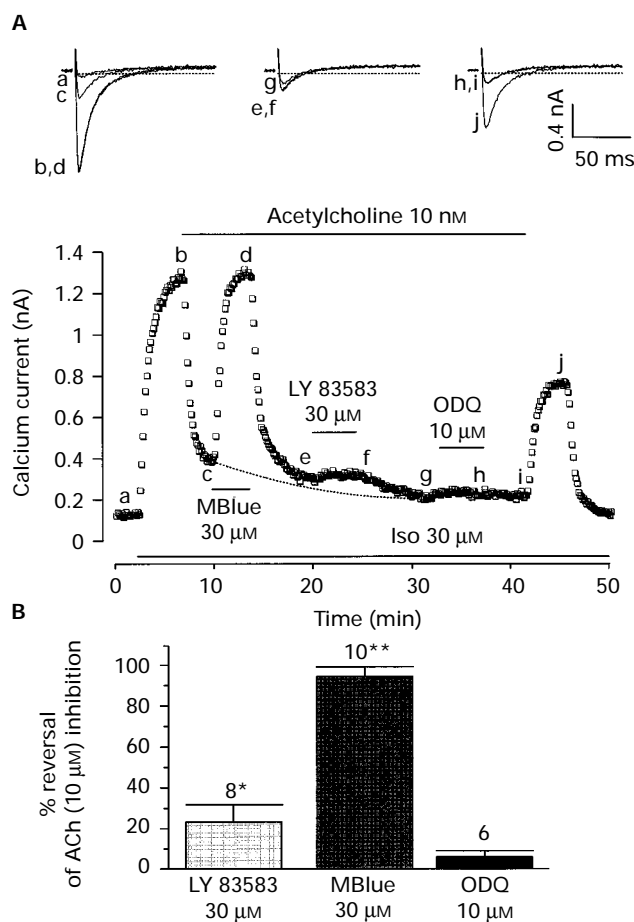 A
a
c
b,d
g
e,f
h,i
j
0.4 nA
50 ms
Acetylcholine 10 nM
1.4
1.2
1
0.8
0.6
0.4
0.2
0
Calcium current (nA)
a
b
c
d
e
f
g
h
i
j
MBlue
30 µM
LY 83583
30 µM
ODQ
10 µM
Iso 30 µM
0
10
20
30
40
50
Time (min)
B
100
80
60
40
20
0
% reversal
of ACh (10 µM) inhibition
8*
10**
6
LY 83583
30 µM
MBlue
30 µM
ODQ
10 µM